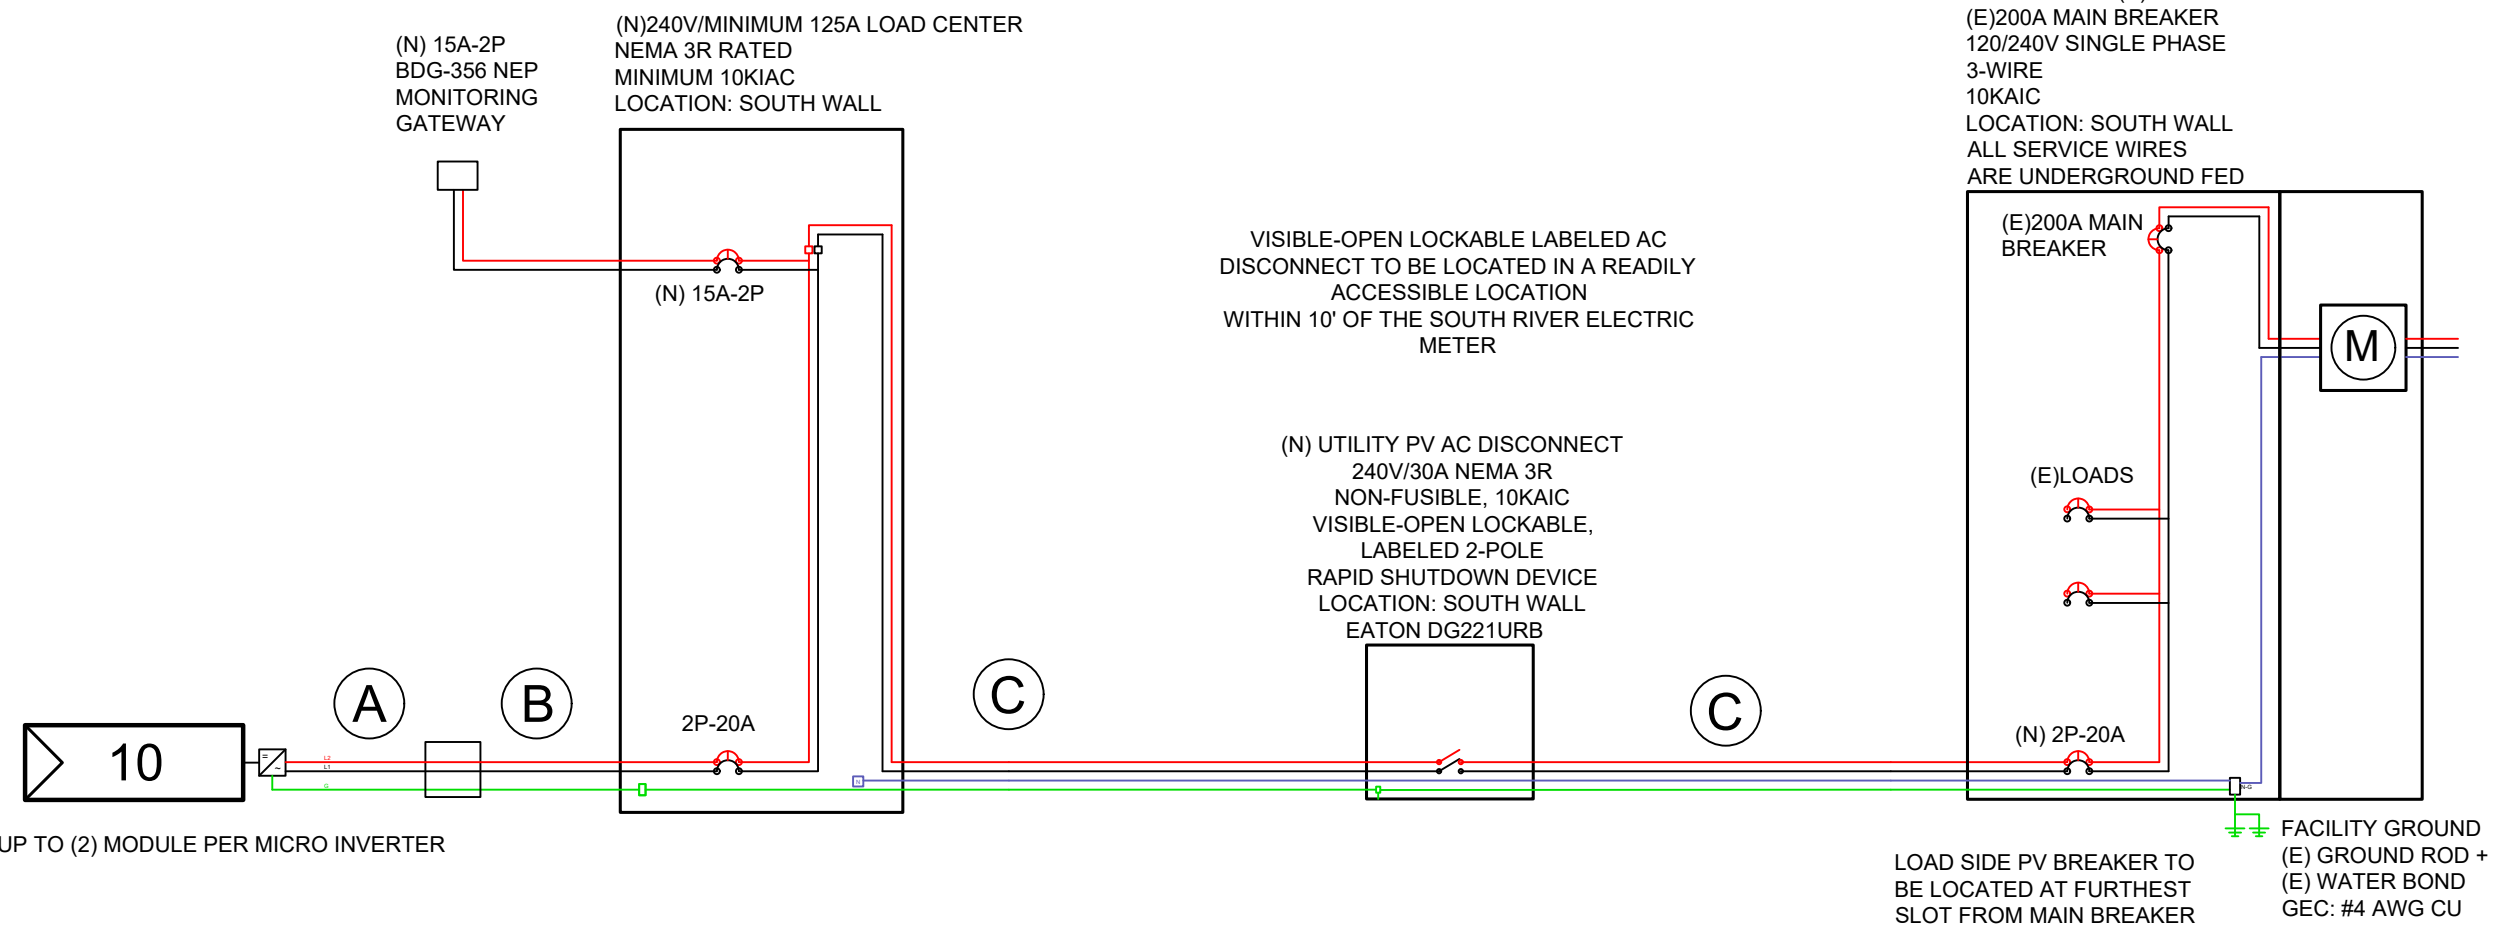 (N) 15A-2P
BDG-356 NEP
MONITORING
GATEWAY
(N)240V/MINIMUM 125A LOAD CENTER
NEMA 3R RATED
MINIMUM 10KIAC
LOCATION: SOUTH WALL
(E)200A MAIN BREAKER
120/240V SINGLE PHASE
3-WIRE
10KAIC
LOCATION: SOUTH WALL
ALL SERVICE WIRES
ARE UNDERGROUND FED
(N) 15A-2P
VISIBLE-OPEN LOCKABLE LABELED AC
DISCONNECT TO BE LOCATED IN A READILY
ACCESSIBLE LOCATION
WITHIN 10' OF THE SOUTH RIVER ELECTRIC
METER
(E)200A MAIN
BREAKER
M
(N) UTILITY PV AC DISCONNECT
240V/30A NEMA 3R
NON-FUSIBLE, 10KAIC
VISIBLE-OPEN LOCKABLE,
LABELED 2-POLE
RAPID SHUTDOWN DEVICE
LOCATION: SOUTH WALL
EATON DG221URB
(E)LOADS
A
B
C
C
10
L2
L1
G
2P-20A
N
(N) 2P-20A
N-G
UP TO (2) MODULE PER MICRO INVERTER
LOAD SIDE PV BREAKER TO
BE LOCATED AT FURTHEST
SLOT FROM MAIN BREAKER
FACILITY GROUND
(E) GROUND ROD +
(E) WATER BOND
GEC: #4 AWG CU